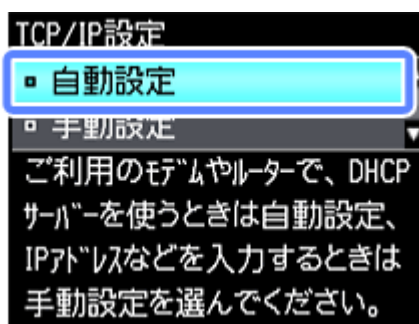 TCP/IP設定
▫ 自動設定
▫ 手動設定
ご利用のﾓﾃﾞﾑやﾙｰﾀｰで、DHCP
ｻｰﾊﾞｰを使うときは自動設定、
IPｱﾄﾞﾚｽなどを入力するときは
手動設定を選んでください。